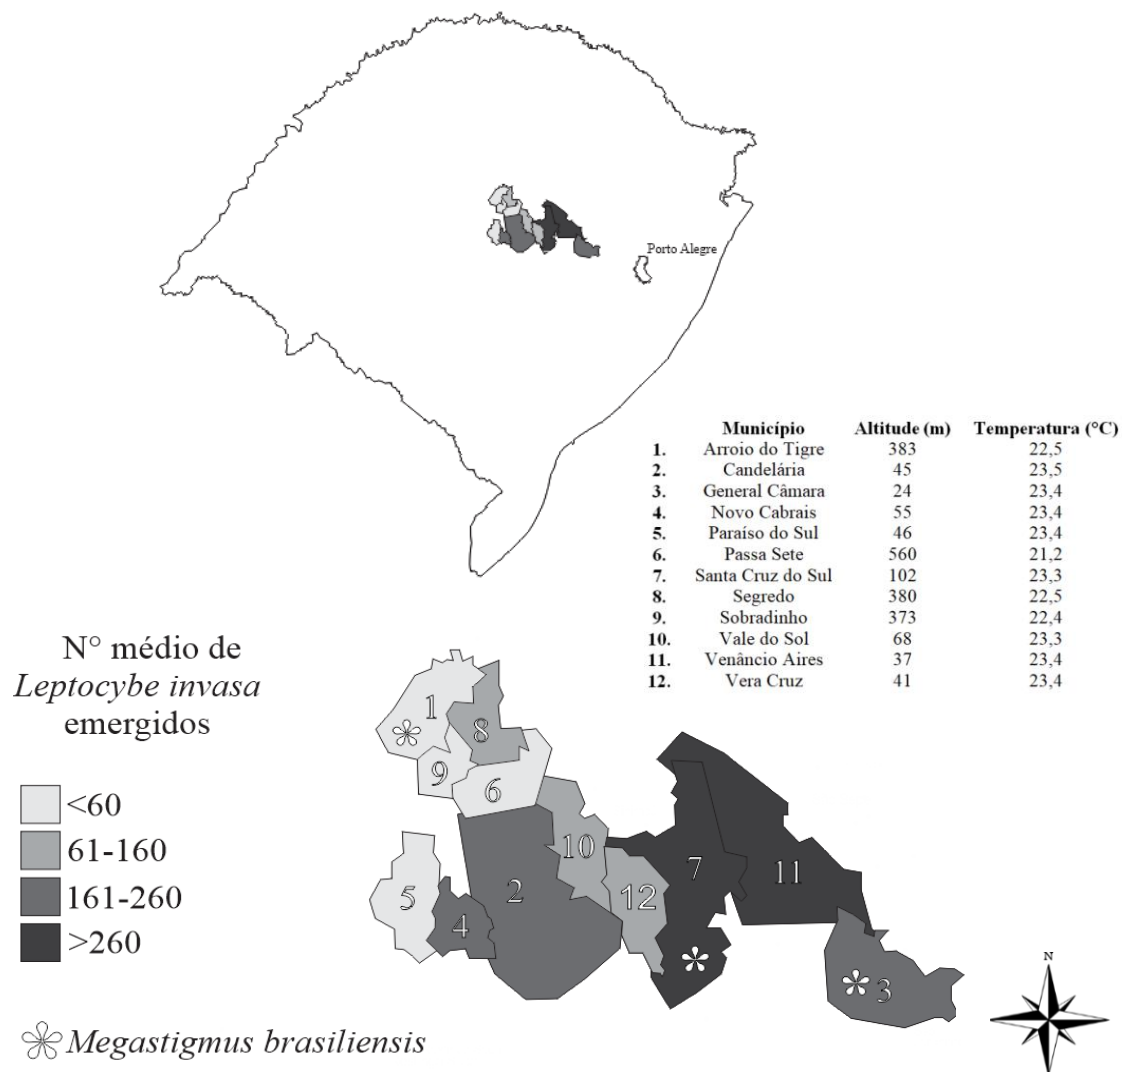 Porto Alegre
Município Altitude (m) Temperatura (°C)
1. Arroio do Tigre 383 22,5
2. Candelária 45 23,5
3. General Câmara 24 23,4
4. Novo Cabrais 55 23,4
5. Paraíso do Sul 46 23,4
6. Passa Sete 560 21,2
7. Santa Cruz do Sul 102 23,3
8. Segredo 380 22,5
9. Sobradinho 373 22,4
10. Vale do Sol 68 23,3
11. Venâncio Aires 37 23,4
12. Vera Cruz 41 23,4
N° médio de
Leptocybe invasa
emergidos
<60
61-160
161-260
>260
Megastigmus brasiliensis
1
8
9
6
10
7
11
5
2
12
4
3
N